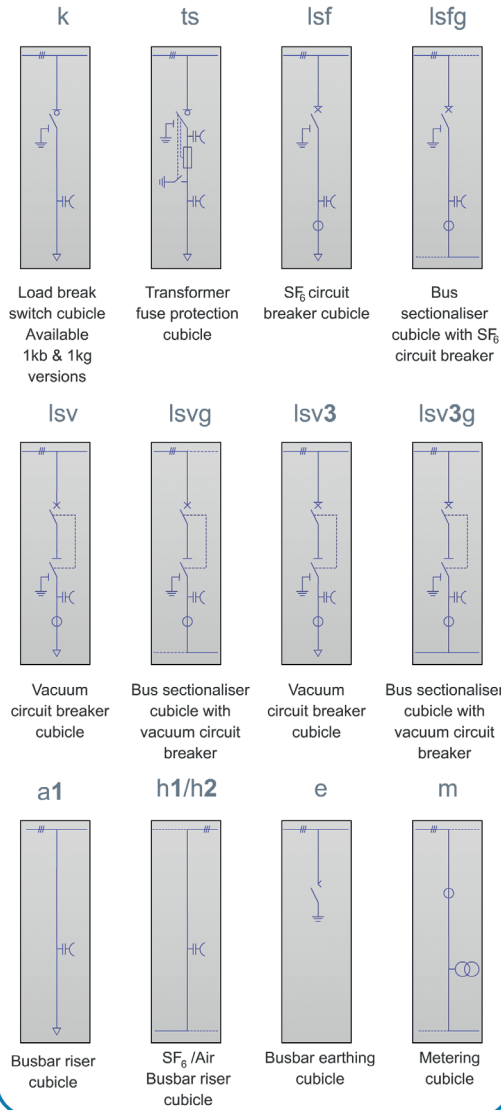 k ts lsf lsfg
Load break
switch cubicle
Available
1kb & 1kg
versions
Transformer
fuse protection
cubicle
SF6 circuit
breaker cubicle
Bus
sectionaliser
cubicle with SF6
circuit breaker
lsv lsvg lsv3 lsv3g
Vacuum
circuit breaker
cubicle
Bus sectionaliser
cubicle with
vacuum circuit
breaker
Vacuum
circuit breaker
cubicle
Bus sectionaliser
cubicle with
vacuum circuit
breaker
a1 h1/h2 e m
Busbar riser
cubicle
SF6 /Air
Busbar riser
cubicle
Busbar earthing
cubicle
Metering
cubicle